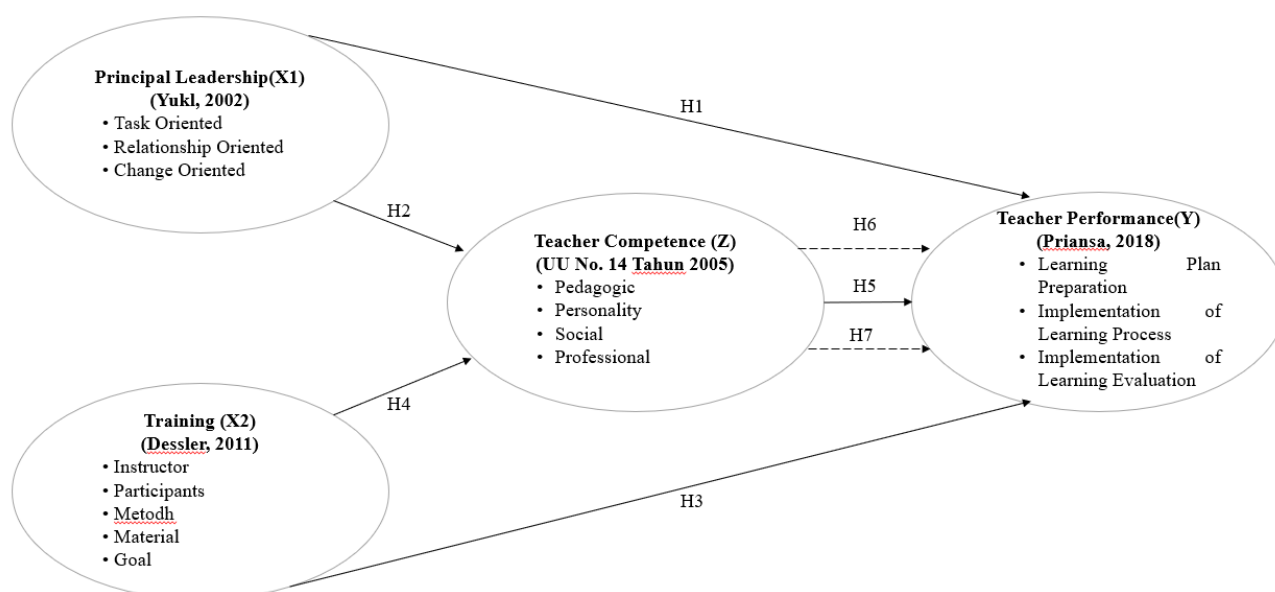 Principal Leadership(X1)
(Yukl, 2002)
• Task Oriented
• Relationship Oriented
• Change Oriented
H1
H2
Teacher Competence (Z)
(UU No. 14 Tahun 2005)
• Pedagogic
• Personality
• Social
• Professional
H6
H5
H7
Teacher Performance(Y)
(Priansa, 2018)
• Learning Plan
Preparation
• Implementation of
Learning Process
• Implementation of
Learning Evaluation
H4
Training (X2)
(Dessler, 2011)
• Instructor
• Participants
• Metodh
• Material
• Goal
H3